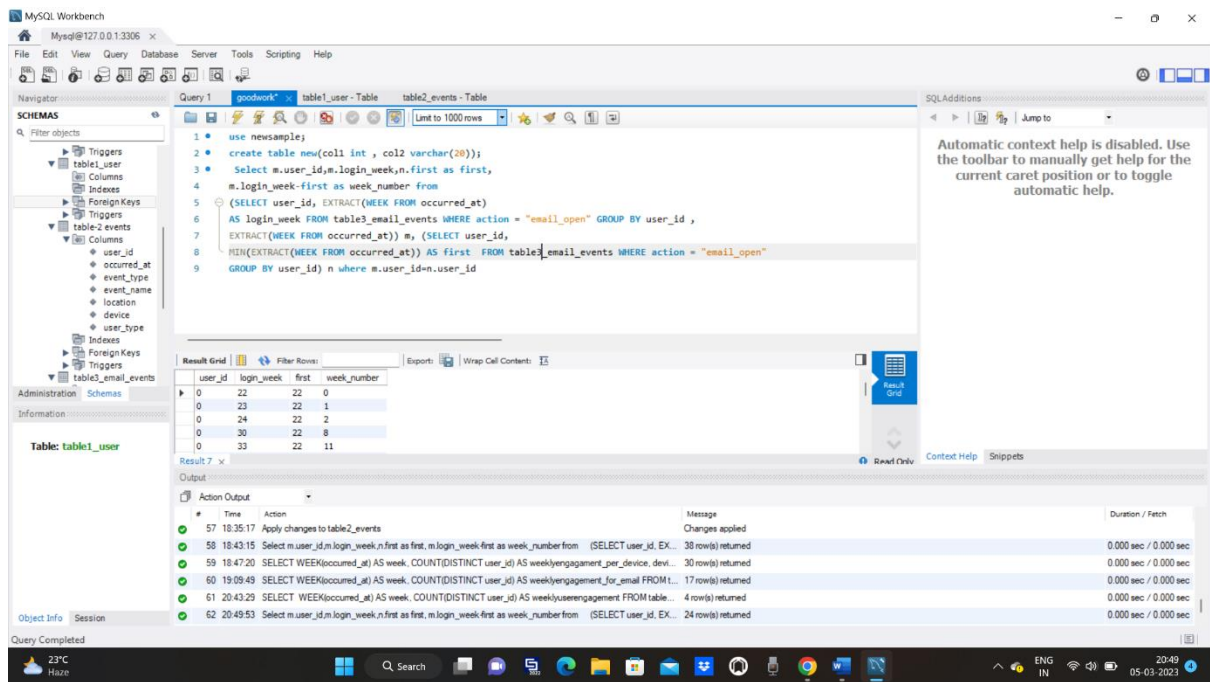 MySQL Workbench
Mysql@127.0.0.1:3306 ×
File Edit View Query Database Server Tools Scripting Help
Navigator
SCHEMAS
Filter objects
Triggers
table1_user
Columns
Indexes
Foreign Keys
Triggers
table-2 events
Columns
user_id
occurred_at
event_type
event_name
location
device
user_type
Indexes
Foreign Keys
Triggers
table3_email_events
Administration Schemas
Information
Table: table1_user
Object Info Session
Query 1 goodwork* × table1_user - Table table2_events - Table
Limit to 1000 rows
1 use newsample;
2 create table new(col1 int , col2 varchar(20));
3 Select m.user_id,m.login_week,n.first as first,
4 m.login_week-first as week_number from
5 (SELECT user_id, EXTRACT(WEEK FROM occurred_at)
6 AS login_week FROM table3_email_events WHERE action = "email_open" GROUP BY user_id ,
7 EXTRACT(WEEK FROM occurred_at)) m, (SELECT user_id,
8 MIN(EXTRACT(WEEK FROM occurred_at)) AS first FROM table3_email_events WHERE action = "email_open"
9 GROUP BY user_id) n where m.user_id=n.user_id
Result Grid Filter Rows: Export: Wrap Cell Content:
user_id login_week first week_number
0 22 22 0
0 23 22 1
0 24 22 2
0 30 22 8
0 33 22 11
Result Grid
Result 7 × Read Only
SQLAdditions
Jump to
Automatic context help is disabled. Use
the toolbar to manually get help for the
current caret position or to toggle
automatic help.
Context Help Snippets
Output
Action Output
# Time Action Message Duration / Fetch
57 18:35:17 Apply changes to table2_events Changes applied
58 18:43:15 Select m.user_id,m.login_week,n.first as first, m.login_week-first as week_number from (SELECT user_id, EX... 38 row(s) returned 0.000 sec / 0.000 sec
59 18:47:20 SELECT WEEK(occurred_at) AS week, COUNT(DISTINCT user_id) AS weeklyengagament_per_device, devi... 30 row(s) returned 0.000 sec / 0.000 sec
60 19:09:49 SELECT WEEK(occurred_at) AS week, COUNT(DISTINCT user_id) AS weeklyengagement_for_email FROM t... 17 row(s) returned 0.000 sec / 0.000 sec
61 20:43:29 SELECT WEEK(occurred_at) AS week, COUNT(DISTINCT user_id) AS weeklyuserengagement FROM table... 4 row(s) returned 0.000 sec / 0.000 sec
62 20:49:53 Select m.user_id,m.login_week,n.first as first, m.login_week-first as week_number from (SELECT user_id, EX... 24 row(s) returned 0.000 sec / 0.000 sec
Query Completed
23°C
Haze
Search
ENG
IN
20:49
05-03-2023
4